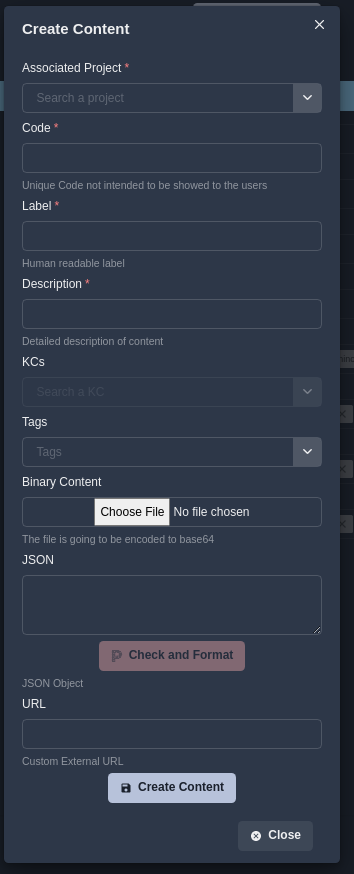 Create Content
Associated Project *
Search a project
Code *
Unique Code not intended to be showed to the users
Label *
Human readable label
Description *
Detailed description of content
KCs
Search a KC
Tags
Tags
Binary Content
Choose File No file chosen
The file is going to be encoded to base64
JSON
Check and Format
JSON Object
URL
Custom External URL
Create Content
Close